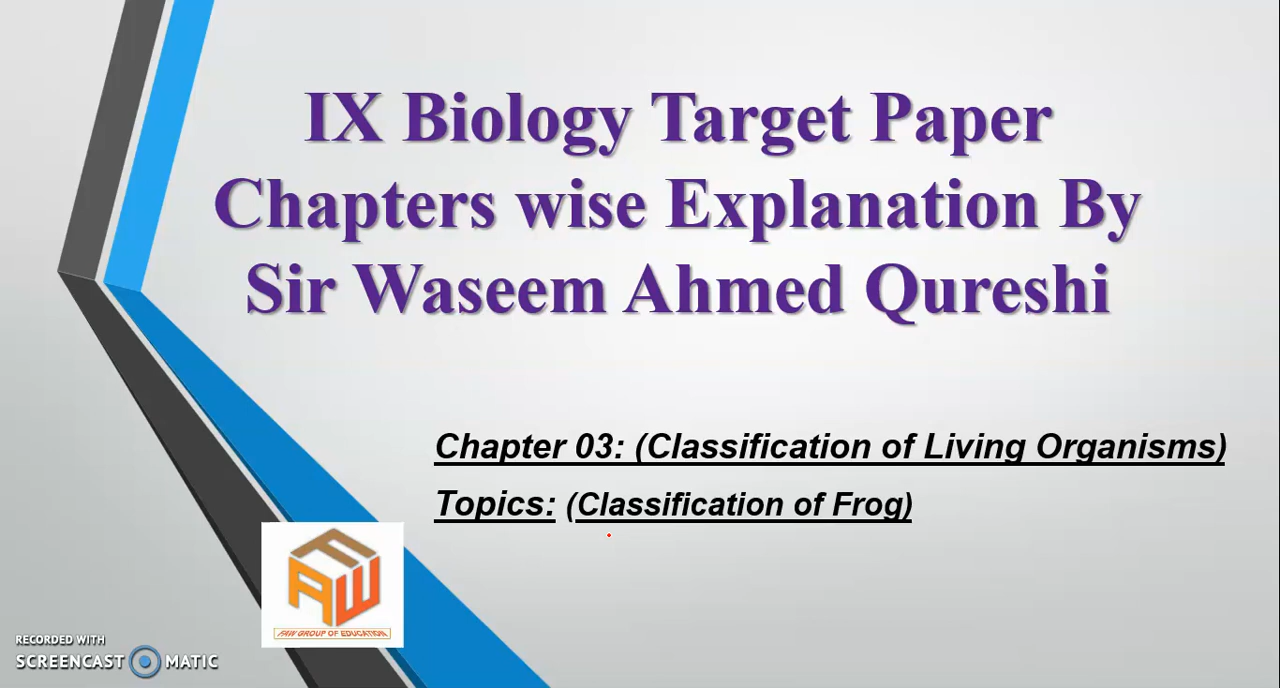 IX Biology Target Paper
Chapters wise Explanation By
Sir Waseem Ahmed Qureshi
Chapter 03: (Classification of Living Organisms)
Topics: (Classification of Frog)
FAW
FAW GROUP OF EDUCATION
RECORDED WITH
SCREENCAST MATIC